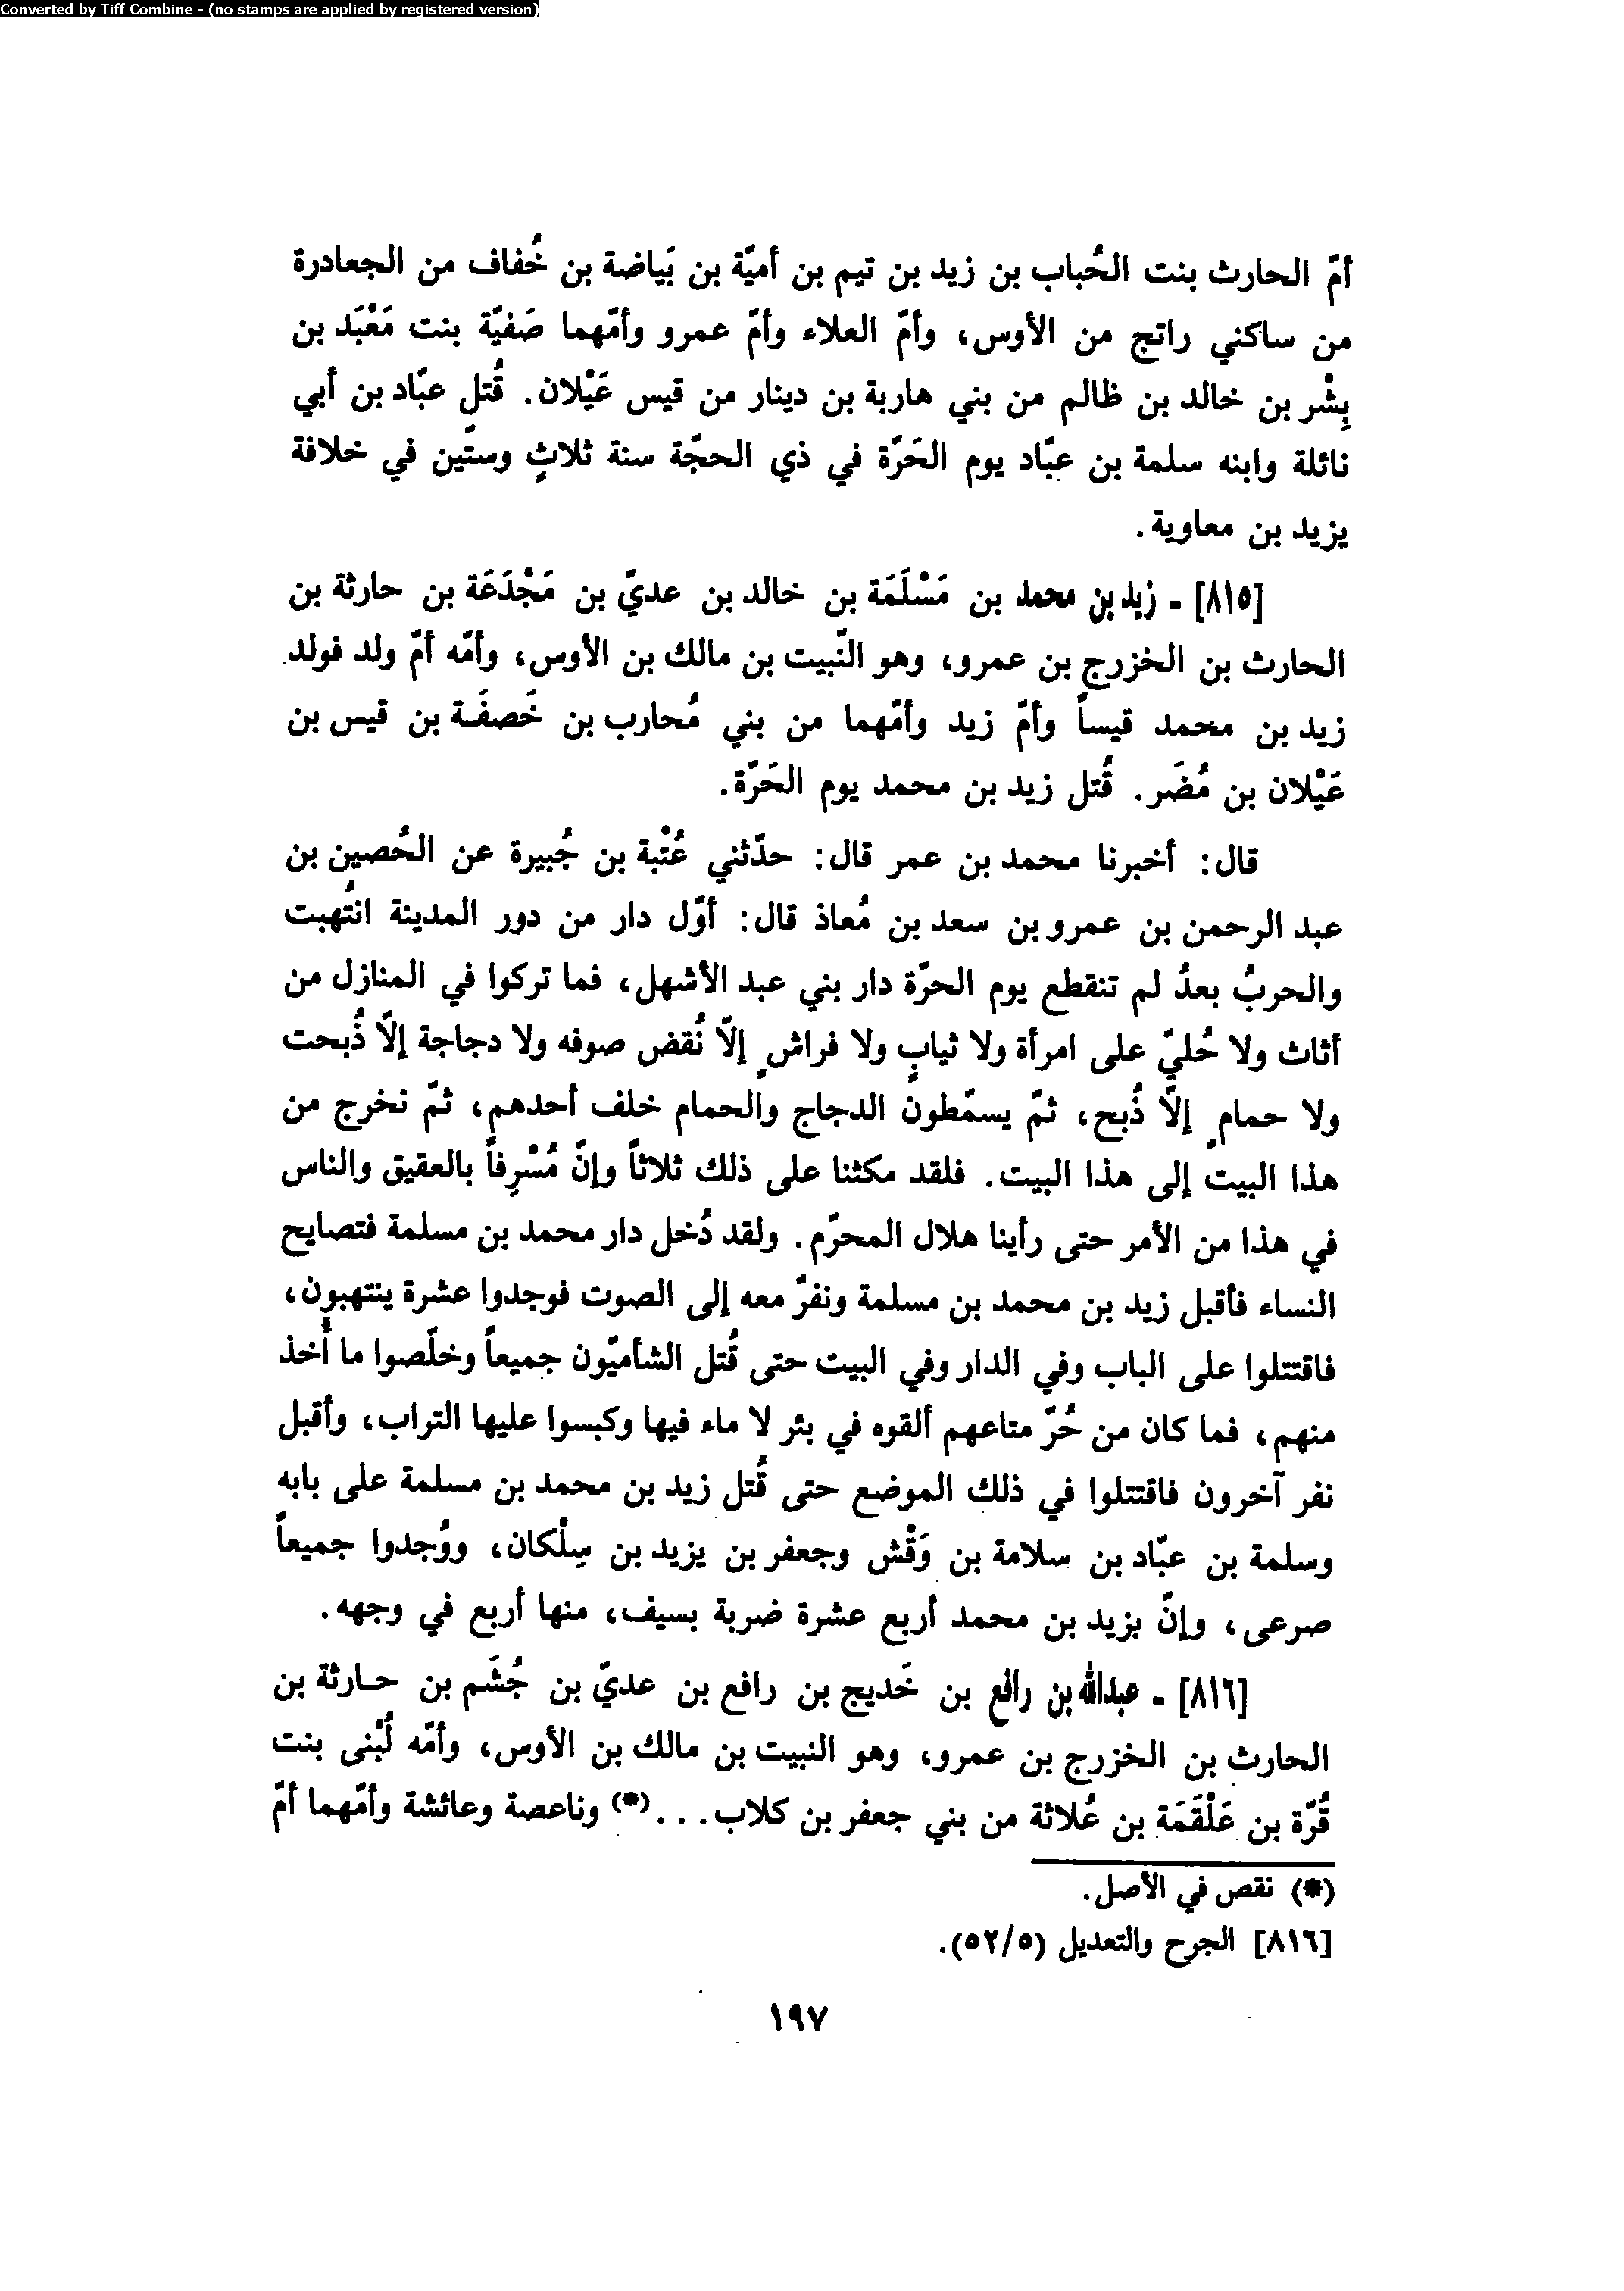 Converted by Tiff Combine - (no stamps are applied by registered version)
أمّ الحارث بنت الحُباب بن زيد بن تيم بن أميّة بن بَياضة بن خُفاف من الجعادرة
من ساكني راتج من الأوس، وأمّ العلاء وأمّ عمرو وأمّهما صَفيّة بنت مَعْبَد بن
بِشْر بن خالد بن ظالم من بني هاربة بن دينار من قيس عَيْلان. قُتل عبّاد بن أبي
نائلة وابنه سلمة بن عبّاد يوم الحَرّة في ذي الحجّة سنة ثلاثٍ وستّين في خلافة
يزيد بن معاوية.
[٨١٥] - زيد بن محمد بن مَسْلَمَة بن خالد بن عديّ بن مَجْدَعَة بن حارثة بن
الحارث بن الخزرج بن عمرو، وهو النَّبيت بن مالك بن الأوس، وأمّه أمّ ولد فولد
زيد بن محمد قيساً وأمّ زيد وأمّهما من بني مُحارب بن خَصفَـة بن قيس بن
عَيْلان بن مُضَر. قُتل زيد بن محمد يوم الحَرّة.
قال: أخبرنا محمد بن عمر قال: حدّثني عُتْبة بن جُبيرة عن الحُصين بن
عبد الرحمن بن عمرو بن سعد بن مُعاذ قال: أوّل دار من دور المدينة انتُهبت
والحربُ بعدُ لم تنقطع يوم الحرّة دار بني عبد الأشهل، فما تركوا في المنازل من
أثاث ولا حُليّ على امرأة ولا ثيابٍ ولا فراشٍ إلّا نُقض صوفه ولا دجاجة إلّا ذُبحت
ولا حمامٍ إلّا ذُبح، ثمّ يسمّطون الدجاج والحمام خلف أحدهم، ثمّ نخرج من
هذا البيت إلى هذا البيت. فلقد مكثنا على ذلك ثلاثاً وإنّ مُسْرِفاً بالعقيق والناس
في هذا من الأمر حتى رأينا هلال المحرّم. ولقد دُخل دار محمد بن مسلمة فتصايح
النساء فأقبل زيد بن محمد بن مسلمة ونفرٌ معه إلى الصوت فوجدوا عشرة ينتهبون،
فاقتتلوا على الباب وفي الدار وفي البيت حتى قُتل الشأميّون جميعاً وخلّصوا ما أُخذ
منهم، فما كان من حُرّ متاعهم ألقوه في بئر لا ماء فيها وكبسوا عليها التراب، وأقبل
نفر آخرون فاقتتلوا في ذلك الموضع حتى قُتل زيد بن محمد بن مسلمة على بابه
وسلمة بن عبّاد بن سلامة بن وَقْش وجعفر بن يزيد بن سِلْكان، ووُجدوا جميعاً
صرعى، وإنّ بزيد بن محمد أربع عشرة ضربة بسيف، منها أربع في وجهه.
[٨١٦] - عبدالله بن رافع بن خَديج بن رافع بن عديّ بن جُشَم بن حـارثة بن
الحارث بن الخزرج بن عمرو، وهو النبيت بن مالك بن الأوس، وأمّه لُبْنى بنت
قُرّة بن عَلْقَمَة بن عُلاثة من بني جعفر بن كلاب...(*) وناعصة وعائشة وأمّهما أمّ
(*) نقص في الأصل.
[٨١٦] الجرح والتعديل (٥٢/٥).
١٩٧